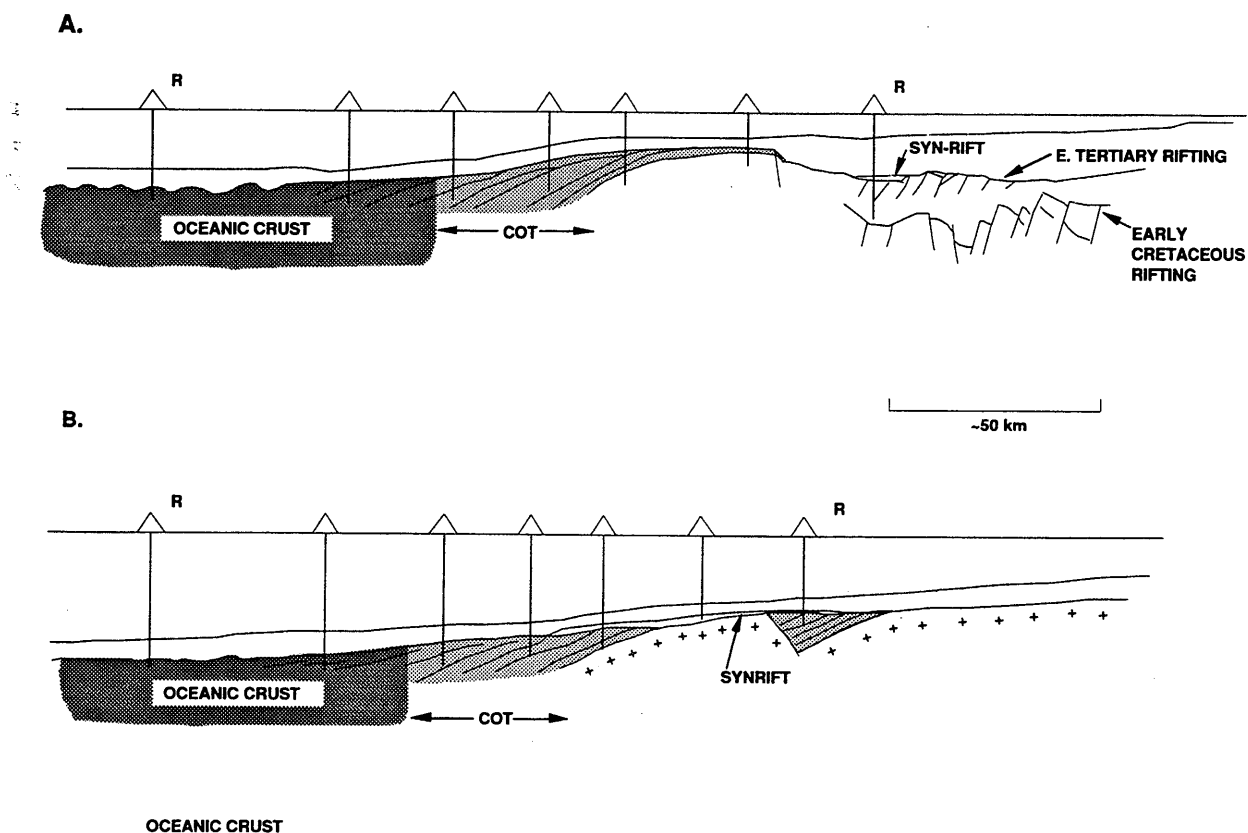 A.
R
R
SYN-RIFT
E. TERTIARY RIFTING
OCEANIC CRUST
COT
EARLY
CRETACEOUS
RIFTING
~50 km
B.
R
R
SYNRIFT
OCEANIC CRUST
COT
OCEANIC CRUST